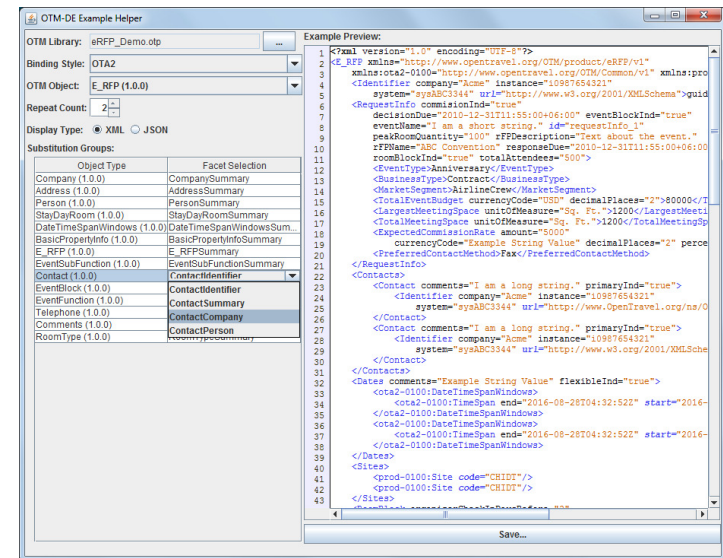 OTM-DE Example Helper
OTM Library: eRFP_Demo.otp ...
Binding Style: OTA2
OTM Object: E_RFP (1.0.0)
Repeat Count: 2
Display Type: XML JSON
Substitution Groups:
Object Type Facet Selection
Company (1.0.0) CompanySummary
Address (1.0.0) AddressSummary
Person (1.0.0) PersonSummary
StayDayRoom (1.0.0) StayDayRoomSummary
DateTimeSpanWindows (1.0.0) DateTimeSpanWindowsSum...
BasicPropertyInfo (1.0.0) BasicPropertyInfoSummary
E_RFP (1.0.0) E_RFPSummary
EventSubFunction (1.0.0) EventSubFunctionSummary
Contact (1.0.0) ContactIdentifier
EventBlock (1.0.0) ContactIdentifier
EventFunction (1.0.0) ContactSummary
Telephone (1.0.0) ContactCompany
Comments (1.0.0) ContactPerson
RoomType (1.0.0) RoomTypeSummary
Example Preview:
1 <?xml version="1.0" encoding="UTF-8"?>
2 <E_RFP xmlns="http://www.opentravel.org/OTM/product/eRFP/v1"
3 xmlns:ota2-0100="http://www.opentravel.org/OTM/Common/v1" xmlns:pro
4 <Identifier company="Acme" instance="i0987654321"
5 system="sysABC3344" url="http://www.w3.org/2001/XMLSchema">guid
6 <RequestInfo commisionInd="true"
7 decisionDue="2010-12-31T11:55:00+06:00" eventBlockInd="true"
8 eventName="I am a short string." id="requestInfo_1"
9 peakRoomQuantity="100" rFPDescription="Text about the event."
10 rFPName="ABC Convention" responseDue="2010-12-31T11:55:00+06:00
11 roomBlockInd="true" totalAttendees="500">
12 <EventType>Anniversary</EventType>
13 <BusinessType>Contract</BusinessType>
14 <MarketSegment>AirlineCrew</MarketSegment>
15 <TotalEventBudget currencyCode="USD" decimalPlaces="2">80000</T
16 <LargestMeetingSpace unitOfMeasure="Sq. Ft.">1200</LargestMeeti
17 <TotalMeetingSpace unitOfMeasure="Sq. Ft.">1200</TotalMeetingSp
18 <ExpectedCommissionRate amount="5000"
19 currencyCode="Example String Value" decimalPlaces="2" perce
20 <PreferredContactMethod>Fax</PreferredContactMethod>
21 </RequestInfo>
22 <Contacts>
23 <Contact comments="I am a long string." primaryInd="true">
24 <Identifier company="Acme" instance="i0987654321"
25 system="sysABC3344" url="http://www.OpenTravel.org/ns/O
26 </Contact>
27 <Contact comments="I am a long string." primaryInd="true">
28 <Identifier company="Acme" instance="i0987654321"
29 system="sysABC3344" url="http://www.w3.org/2001/XMLSche
30 </Contact>
31 </Contacts>
32 <Dates comments="Example String Value" flexibleInd="true">
33 <ota2-0100:DateTimeSpanWindows>
34 <ota2-0100:TimeSpan end="2016-08-28T04:32:52Z" start="2016-
35 </ota2-0100:DateTimeSpanWindows>
36 <ota2-0100:DateTimeSpanWindows>
37 <ota2-0100:TimeSpan end="2016-08-28T04:32:52Z" start="2016-
38 </ota2-0100:DateTimeSpanWindows>
39 </Dates>
40 <Sites>
41 <prod-0100:Site code="CHIDT"/>
42 <prod-0100:Site code="CHIDT"/>
43 </Sites>
Save...